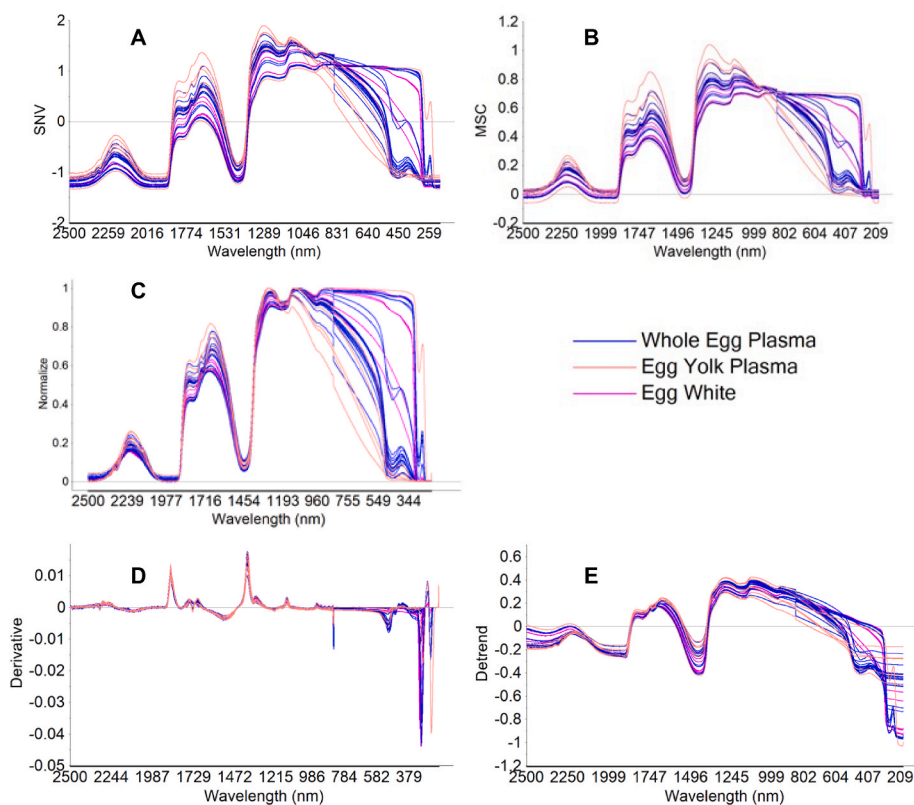 A
2
1
0
-1
-2
SNV
2500 2259 2016 1774 1531 1289 1046 831 640 450 259
Wavelength (nm)
B
1.2
1
0.8
0.6
0.4
0.2
0
-0.2
MSC
2500 2250 1999 1747 1496 1245 999 802 604 407 209
Wavelength (nm)
C
1
0.8
0.6
0.4
0.2
0
Normalize
2500 2239 1977 1716 1454 1193 960 755 549 344
Wavelength (nm)
Whole Egg Plasma
Egg Yolk Plasma
Egg White
D
0.01
0
-0.01
-0.02
-0.03
-0.04
-0.05
Derivative
2500 2244 1987 1729 1472 1215 986 784 582 379
Wavelength (nm)
E
0.6
0.4
0.2
0
-0.2
-0.4
-0.6
-0.8
-1
-1.2
Detrend
2500 2250 1999 1747 1496 1245 999 802 604 407 209
Wavelength (nm)